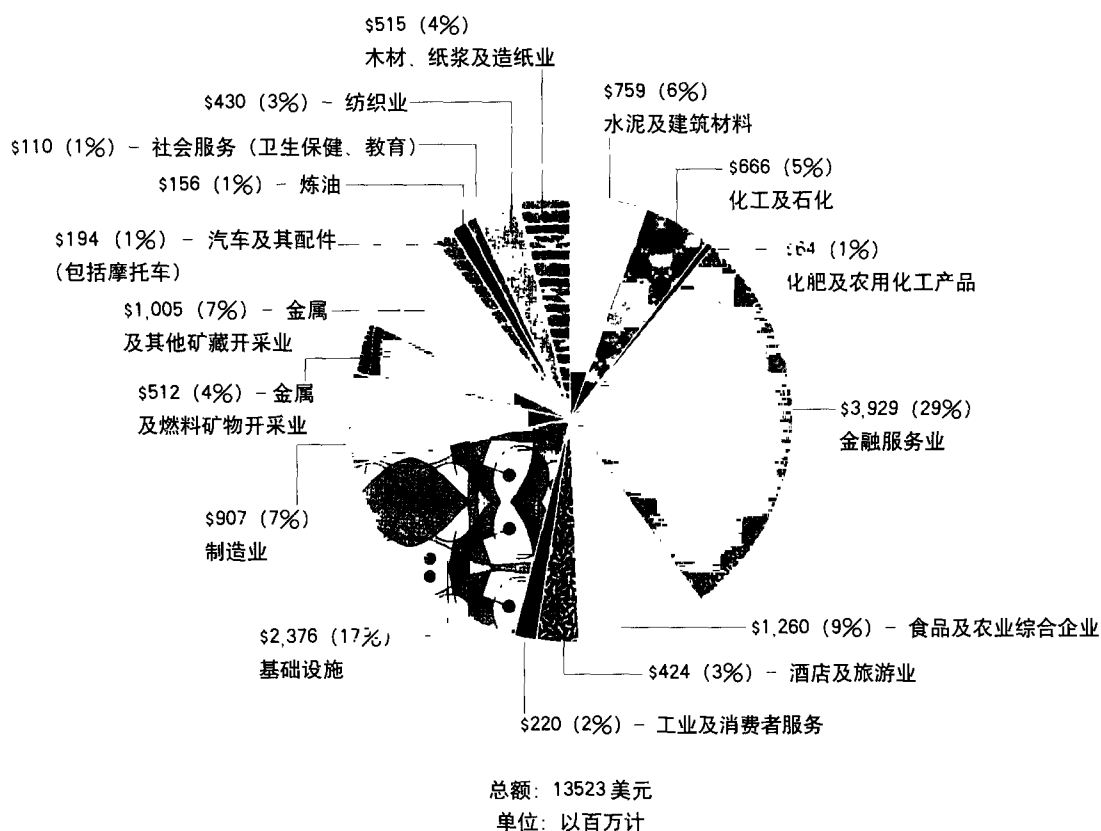 $515 (4%)
木材、纸浆及造纸业
$759 (6%)
水泥及建筑材料
$430 (3%) – 纺织业
$110 (1%) – 社会服务 (卫生保健、教育)
$666 (5%)
化工及石化
$156 (1%) – 炼油
$194 (1%) – 汽车及其配件
(包括摩托车)
64 (1%)
化肥及农用化工产品
$1,005 (7%) – 金属
及其他矿藏开采业
$512 (4%) – 金属
及燃料矿物开采业
$3,929 (29%)
金融服务业
$907 (7%)
制造业
$2,376 (17%)
基础设施
$1,260 (9%) – 食品及农业综合企业
$424 (3%) – 酒店及旅游业
$220 (2%) – 工业及消费者服务
总额: 13523美元
单位: 以百万计